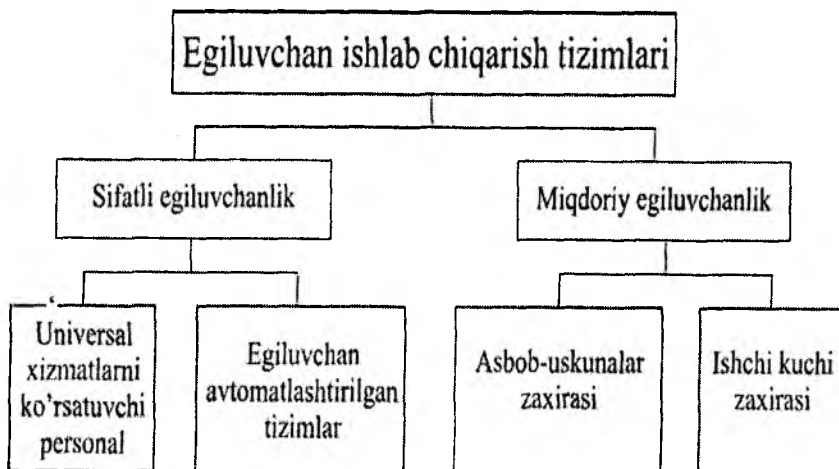 Egiluvchan ishlab chiqarish tizimlari
Sifatli egiluvchanlik
Miqdoriy egiluvchanlik
Universal
xizmatlarni
ko'rsatuvchi
personal
Egiluvchan
avtomatlashtirilgan
tizimlar
Asbob-uskunalar
zaxirasi
Ishchi kuchi
zaxirasi